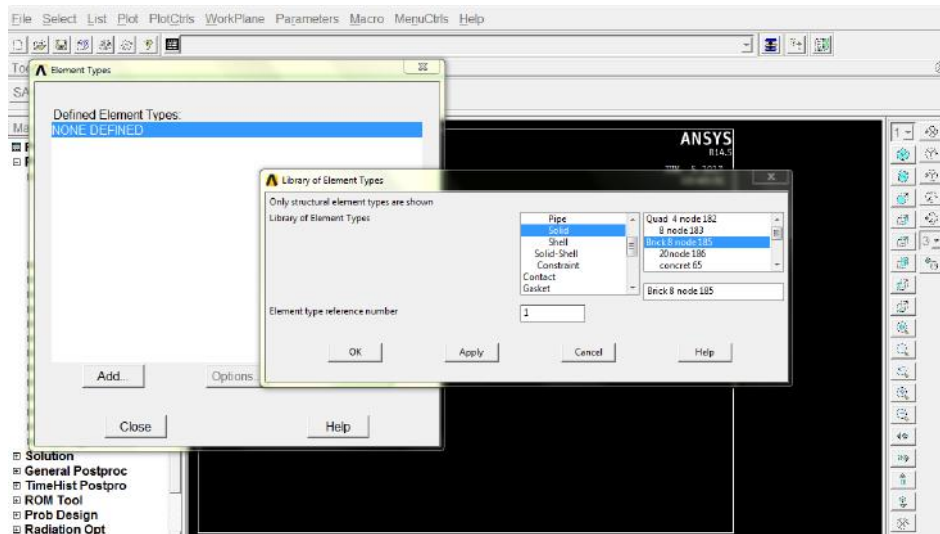 File Select List Plot PlotCtrls WorkPlane Parameters Macro MenuCtrls Help
Element Types
Defined Element Types:
NONE DEFINED
ANSYS
R14.5
Library of Element Types
Only structural element types are shown
Library of Element Types
Pipe
Solid
Shell
Solid-Shell
Constraint
Contact
Gasket
Quad 4 node 182
8 node 183
Brick 8 node 185
20node 186
concret 65
Brick 8 node 185
Element type reference number
1
OK Apply Cancel Help
Add... Options
Close Help
1
3
Solution
General Postproc
TimeHist Postpro
ROM Tool
Prob Design
Radiation Opt